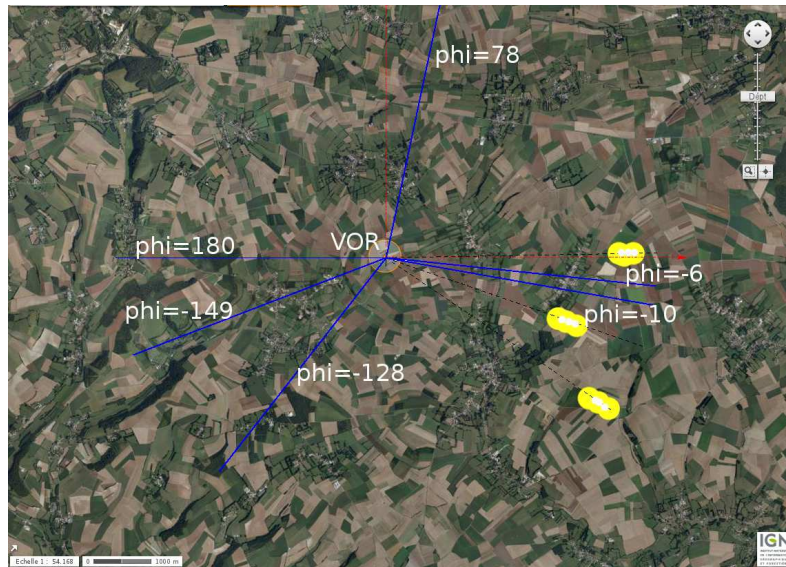 phi=78
Dépt
VOR
phi=180
phi=-6
phi=-149
phi=-10
phi=-128
IGN
Echelle 1 : 54.168
0
1000 m